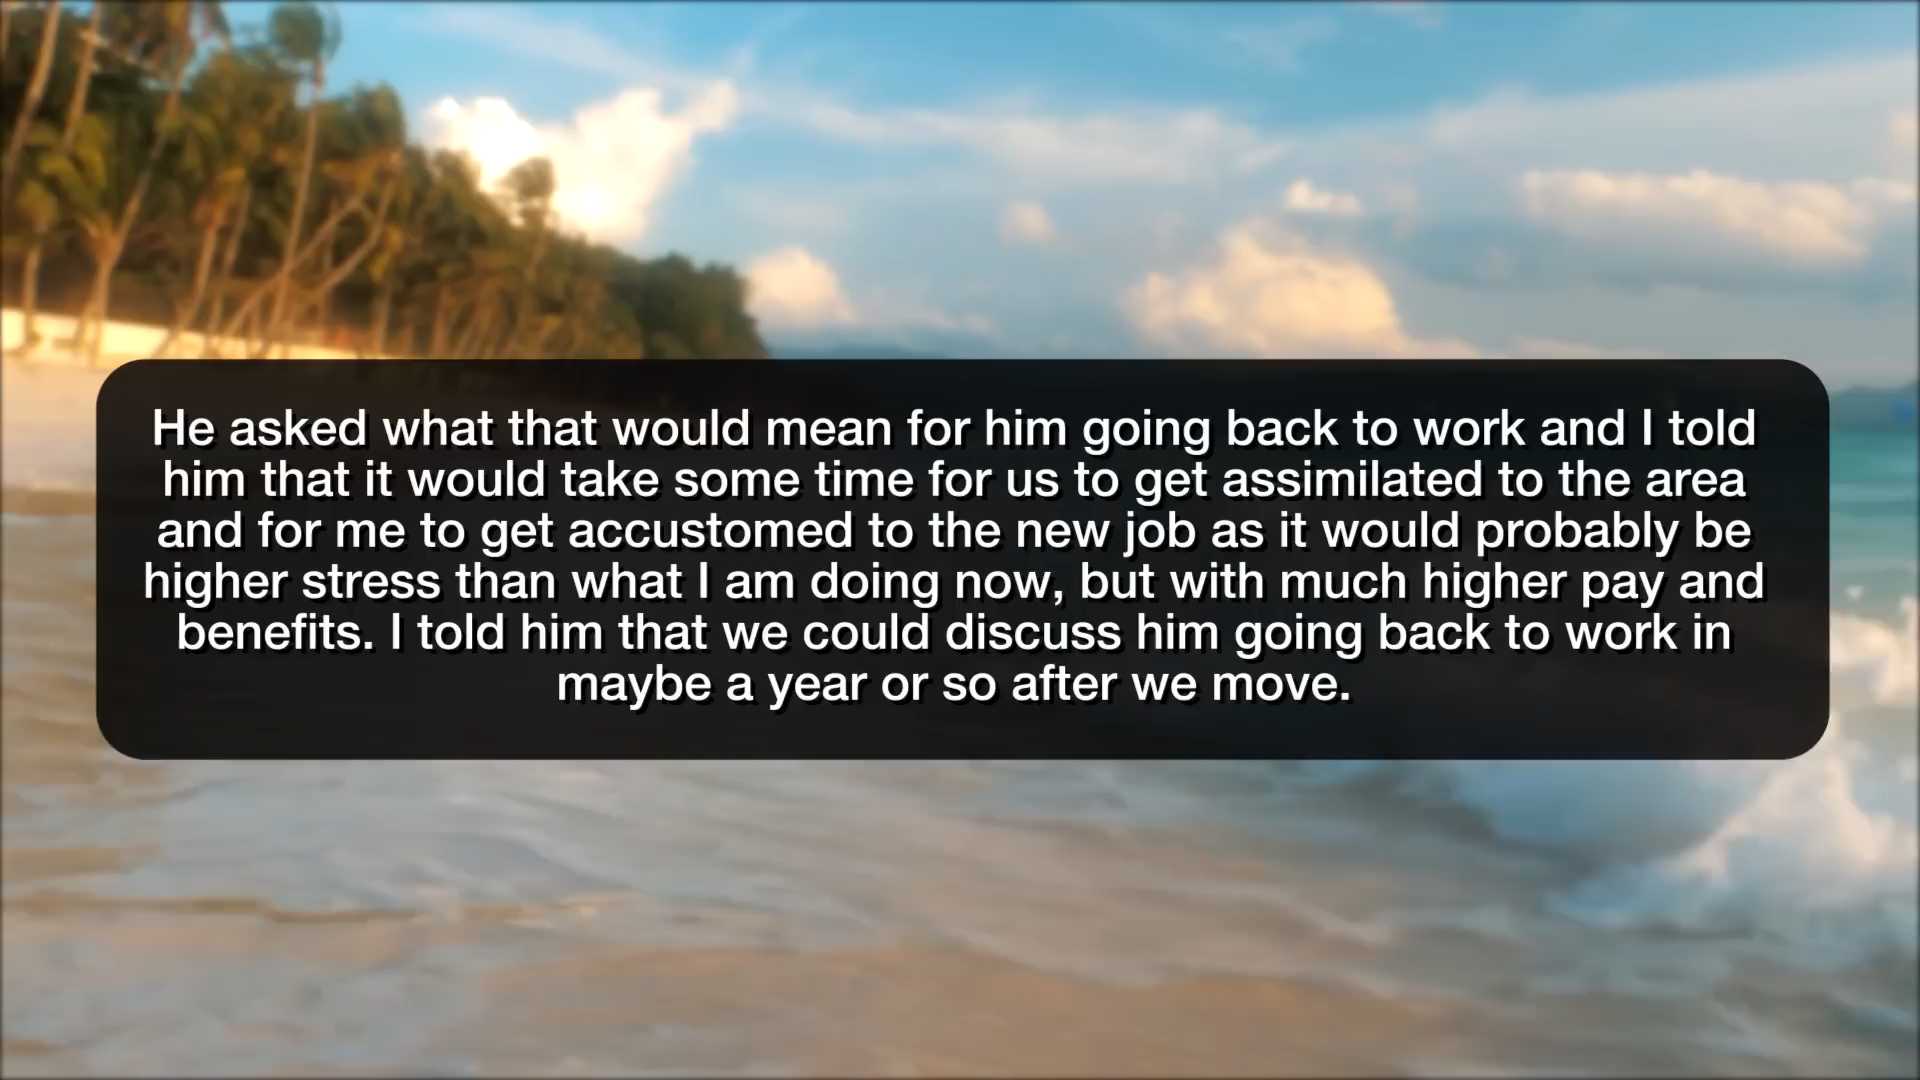 He asked what that would mean for him going back to work and I told
him that it would take some time for us to get assimilated to the area
and for me to get accustomed to the new job as it would probably be
higher stress than what I am doing now, but with much higher pay and
benefits. I told him that we could discuss him going back to work in
maybe a year or so after we move.